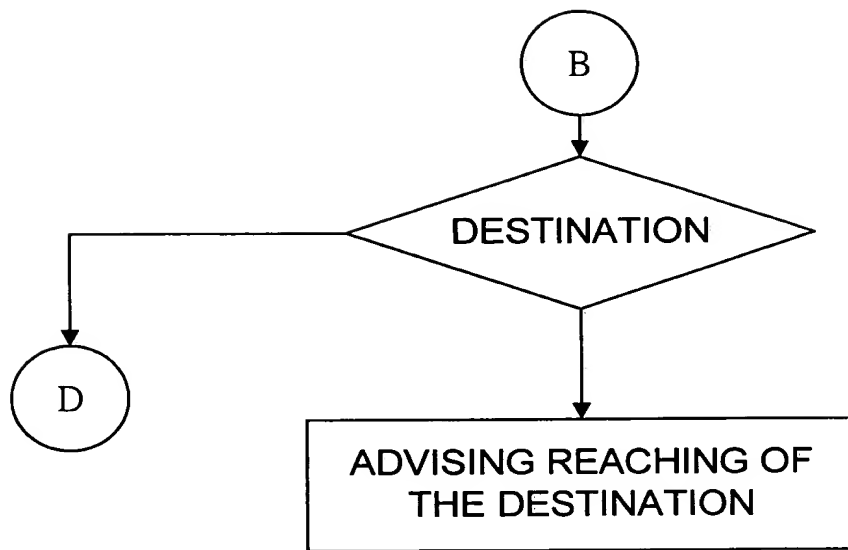 B
DESTINATION
D
ADVISING REACHING OF
THE DESTINATION